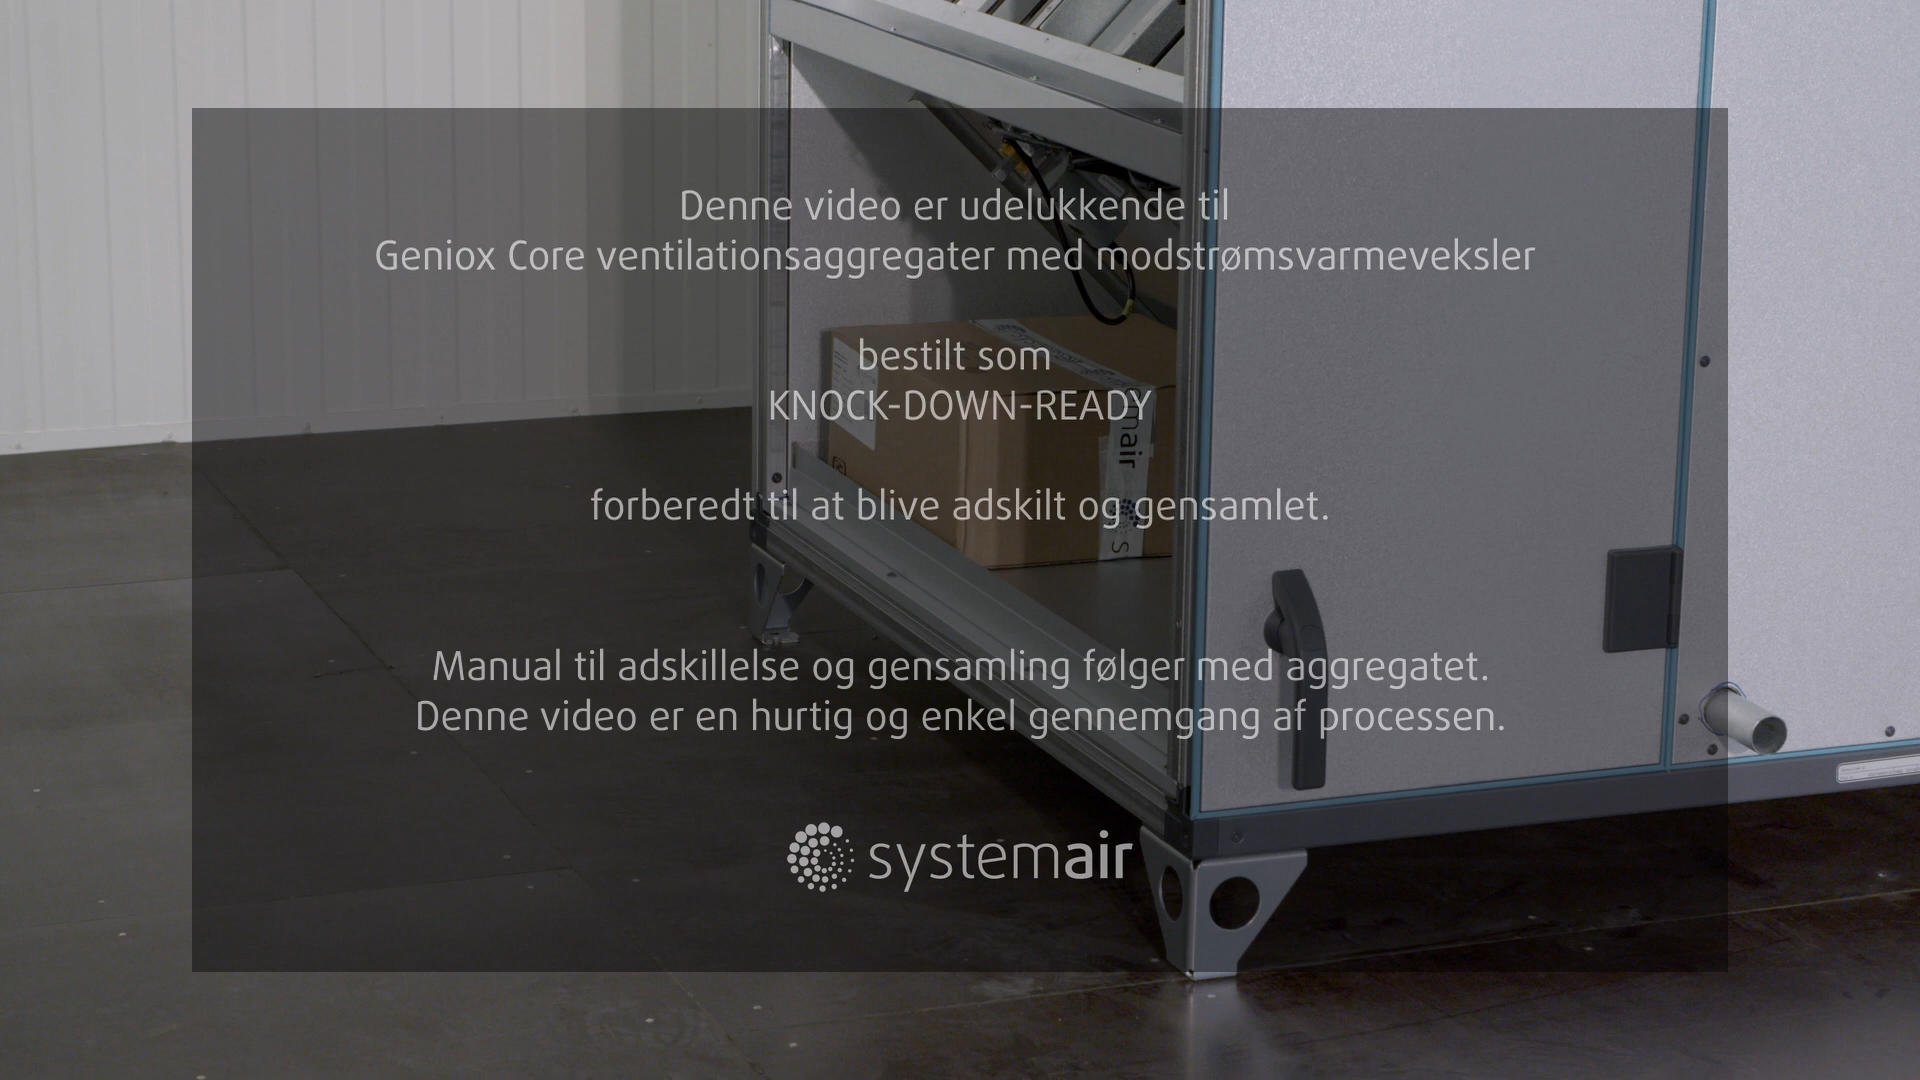 Denne video er udelukkende til
Geniox Core ventilationsaggregater med modstrømsvarmeveksler
bestilt som
KNOCK-DOWN-READY
forberedt til at blive adskilt og gensamlet.
Manual til adskillelse og gensamling følger med aggregatet.
Denne video er en hurtig og enkel gennemgang af processen.
systemair